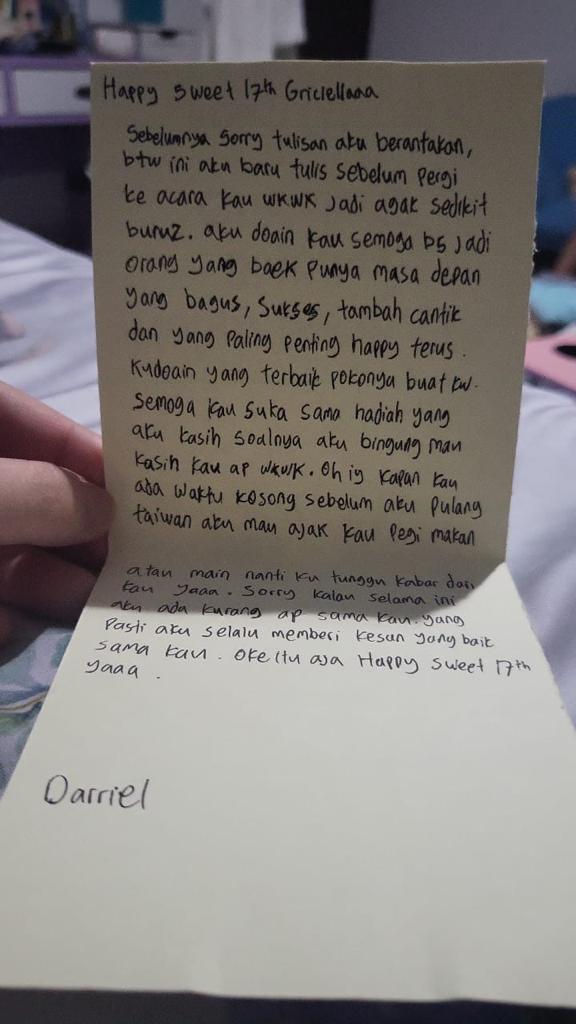 Happy sweet 17th Griciellaaa
Sebelumnya sorry tulisan aku berantakan,
btw ini aku baru tulis sebelum pergi
ke acara kau wkwk Jadi agak sedikit
buruz. aku doain kau semoga bs Jadi
orang yang baek punya masa depan
yang bagus, sukses, tambah cantik
dan yang paling penting happy terus.
Kudoain yang terbaik pokonya buat kw.
Semoga kau suka sama hadiah yang
aku kasih soalnya aku bingung mau
kasih kau ap wkwk. Oh iy kapan kau
ada waktu kosong sebelum aku pulang
taiwan aku mau ajak kau pegi makan
atau main nanti ku tunggu kabar dari
kau yaaa. Sorry kalau selama ini
aku ada kurang ap sama kau. yang
pasti aku selalu memberi kesan yang baik
sama kau. Oke itu aja Happy sweet 17th
yaaa.
Darriel